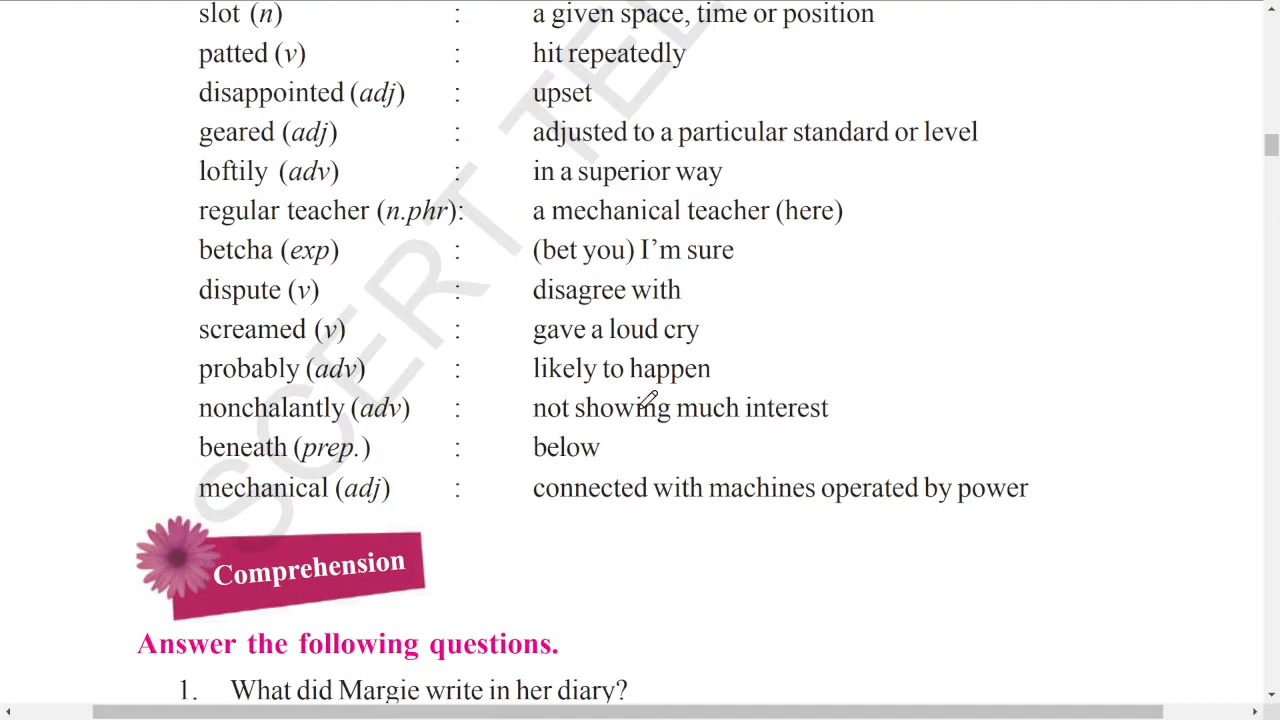 slot (n) : a given space, time or position
patted (v) : hit repeatedly
disappointed (adj) : upset
geared (adj) : adjusted to a particular standard or level
loftily (adv) : in a superior way
regular teacher (n.phr): a mechanical teacher (here)
betcha (exp) : (bet you) I'm sure
dispute (v) : disagree with
screamed (v) : gave a loud cry
probably (adv) : likely to happen
nonchalantly (adv) : not showing much interest
beneath (prep.) : below
mechanical (adj) : connected with machines operated by power
Comprehension
Answer the following questions.
1. What did Margie write in her diary?
SCERT TEL